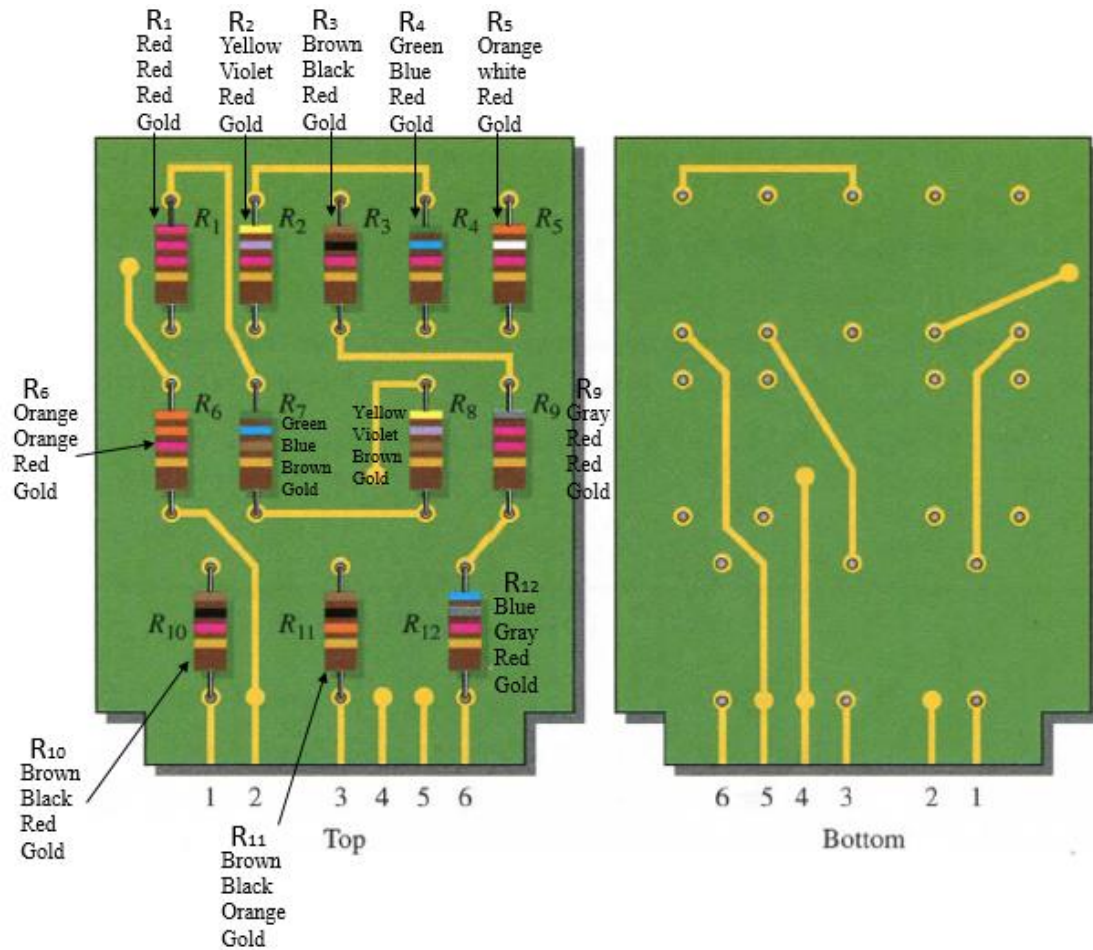 R1
Red
Red
Red
Gold
R2
Yellow
Violet
Red
Gold
R3
Brown
Black
Red
Gold
R4
Green
Blue
Red
Gold
R5
Orange
white
Red
Gold
R1
R2
R3
R4
R5
R6
Orange
Orange
Red
Gold
R6
R7
Green
Blue
Brown
Gold
Yellow
Violet
Brown
Gold
R8
R9
R9
Gray
Red
Red
Gold
R10
R11
R12
R12
Blue
Gray
Red
Gold
R10
Brown
Black
Red
Gold
1 2 3 4 5 6
Top
R11
Brown
Black
Orange
Gold
6 5 4 3 2 1
Bottom